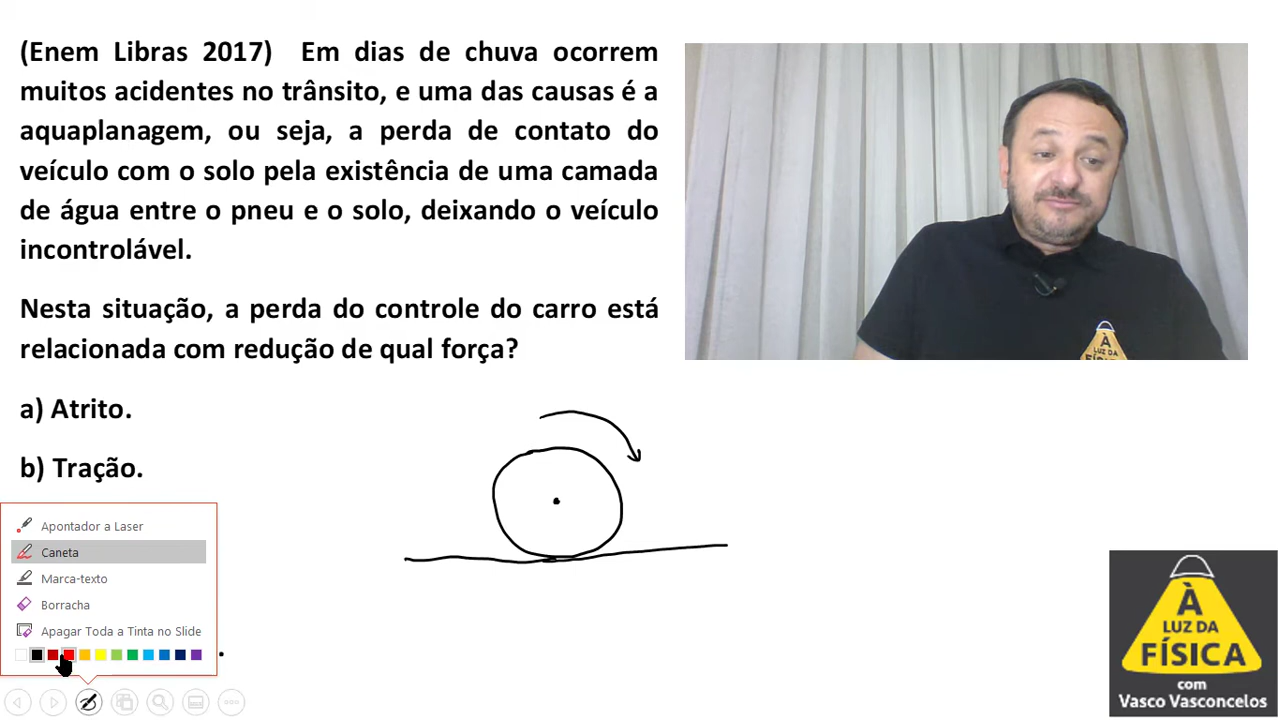 (Enem Libras 2017) Em dias de chuva ocorrem
muitos acidentes no trânsito, e uma das causas é a
aquaplanagem, ou seja, a perda de contato do
veículo com o solo pela existência de uma camada
de água entre o pneu e o solo, deixando o veículo
incontrolável.
Nesta situação, a perda do controle do carro está
relacionada com redução de qual força?
a) Atrito.
b) Tração.
Apontador a Laser
Caneta
Marca-texto
Borracha
Apagar Toda a Tinta no Slide
À
LUZ DA
FÍSICA
À
LUZ DA
FÍSICA
com
Vasco Vasconcelos